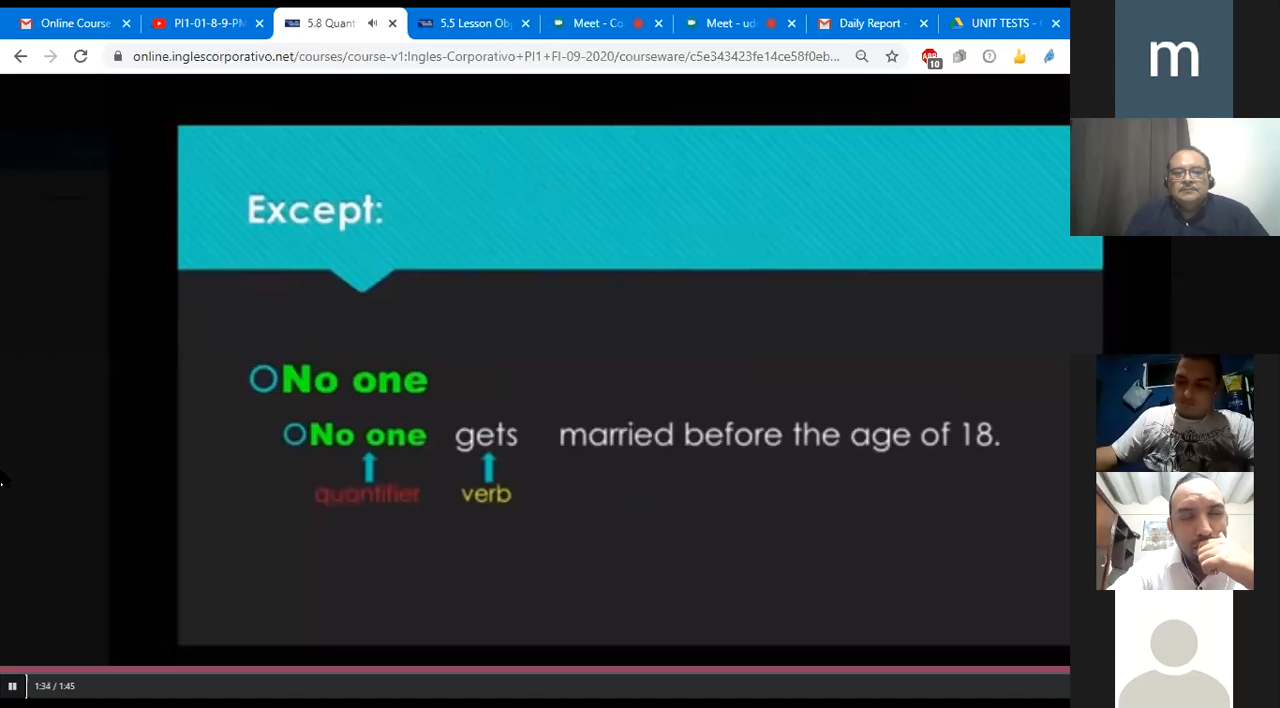 Online Course
PI1-01-8-9-PM
5.8 Quant
5.5 Lesson Obj
Meet - Co
Meet - ud
Daily Report -
UNIT TESTS -
online.inglescorporativo.net/courses/course-v1:Ingles-Corporativo+PI1+FI-09-2020/courseware/c5e343423fe14ce58f0eb...
10
m
Except:
No one
No one gets married before the age of 18.
quantifier verb
1:34 / 1:45